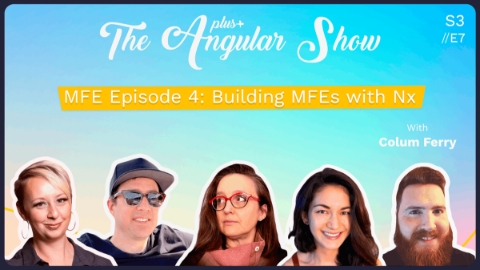 plus+
The Angular Show
S3
//E7
MFE Episode 4: Building MFEs with Nx
With
Colum Ferry